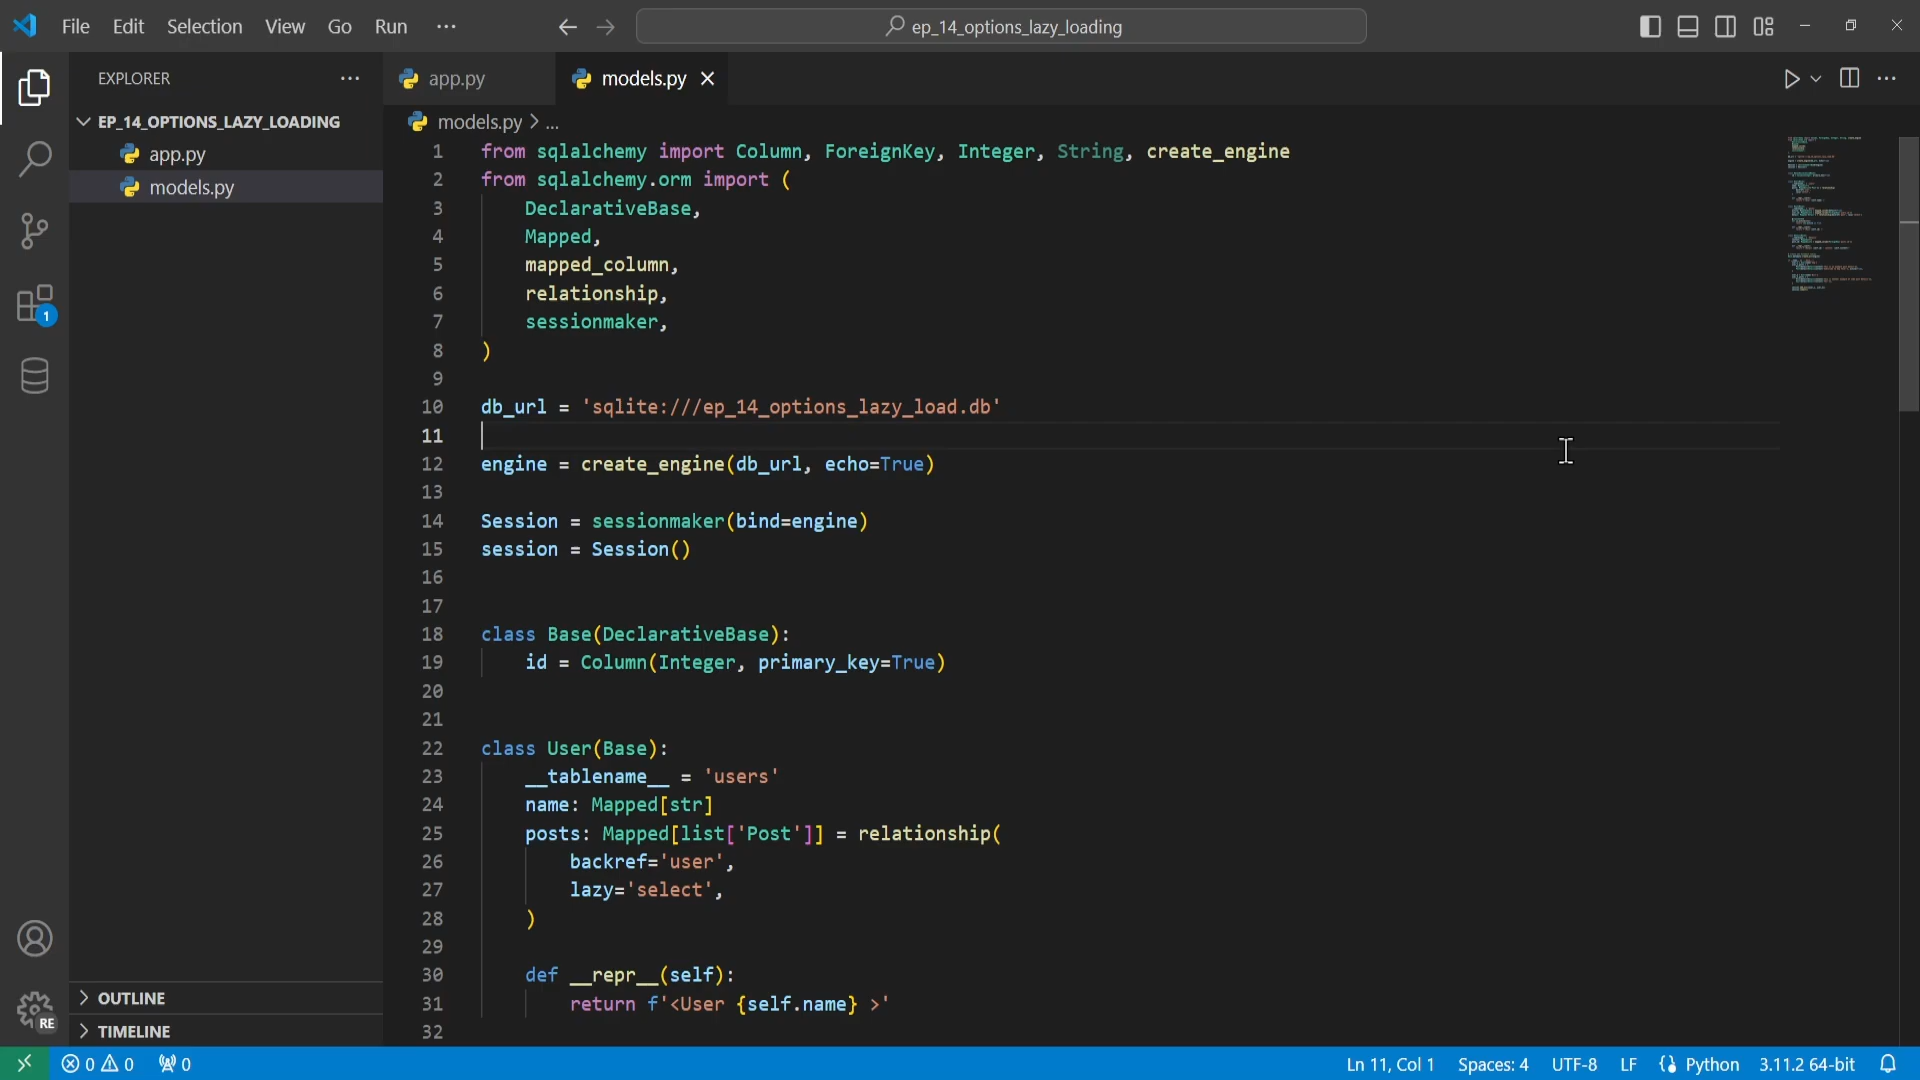 File Edit Selection View Go Run ···
ep_14_options_lazy_loading
EXPLORER
EP_14_OPTIONS_LAZY_LOADING
app.py
models.py
app.py
models.py
models.py > ...
1 from sqlalchemy import Column, ForeignKey, Integer, String, create_engine
2 from sqlalchemy.orm import (
3     DeclarativeBase,
4     Mapped,
5     mapped_column,
6     relationship,
7     sessionmaker,
8 )
9
10 db_url = 'sqlite:///ep_14_options_lazy_load.db'
11
12 engine = create_engine(db_url, echo=True)
13
14 Session = sessionmaker(bind=engine)
15 session = Session()
16
17
18 class Base(DeclarativeBase):
19     id = Column(Integer, primary_key=True)
20
21
22 class User(Base):
23     __tablename__ = 'users'
24     name: Mapped[str]
25     posts: Mapped[list['Post']] = relationship(
26         backref='user',
27         lazy='select',
28     )
29
30     def __repr__(self):
31         return f'<User {self.name} >'
32
1
RE
OUTLINE
TIMELINE
0 0 0
Ln 11, Col 1 Spaces: 4 UTF-8 LF Python 3.11.2 64-bit